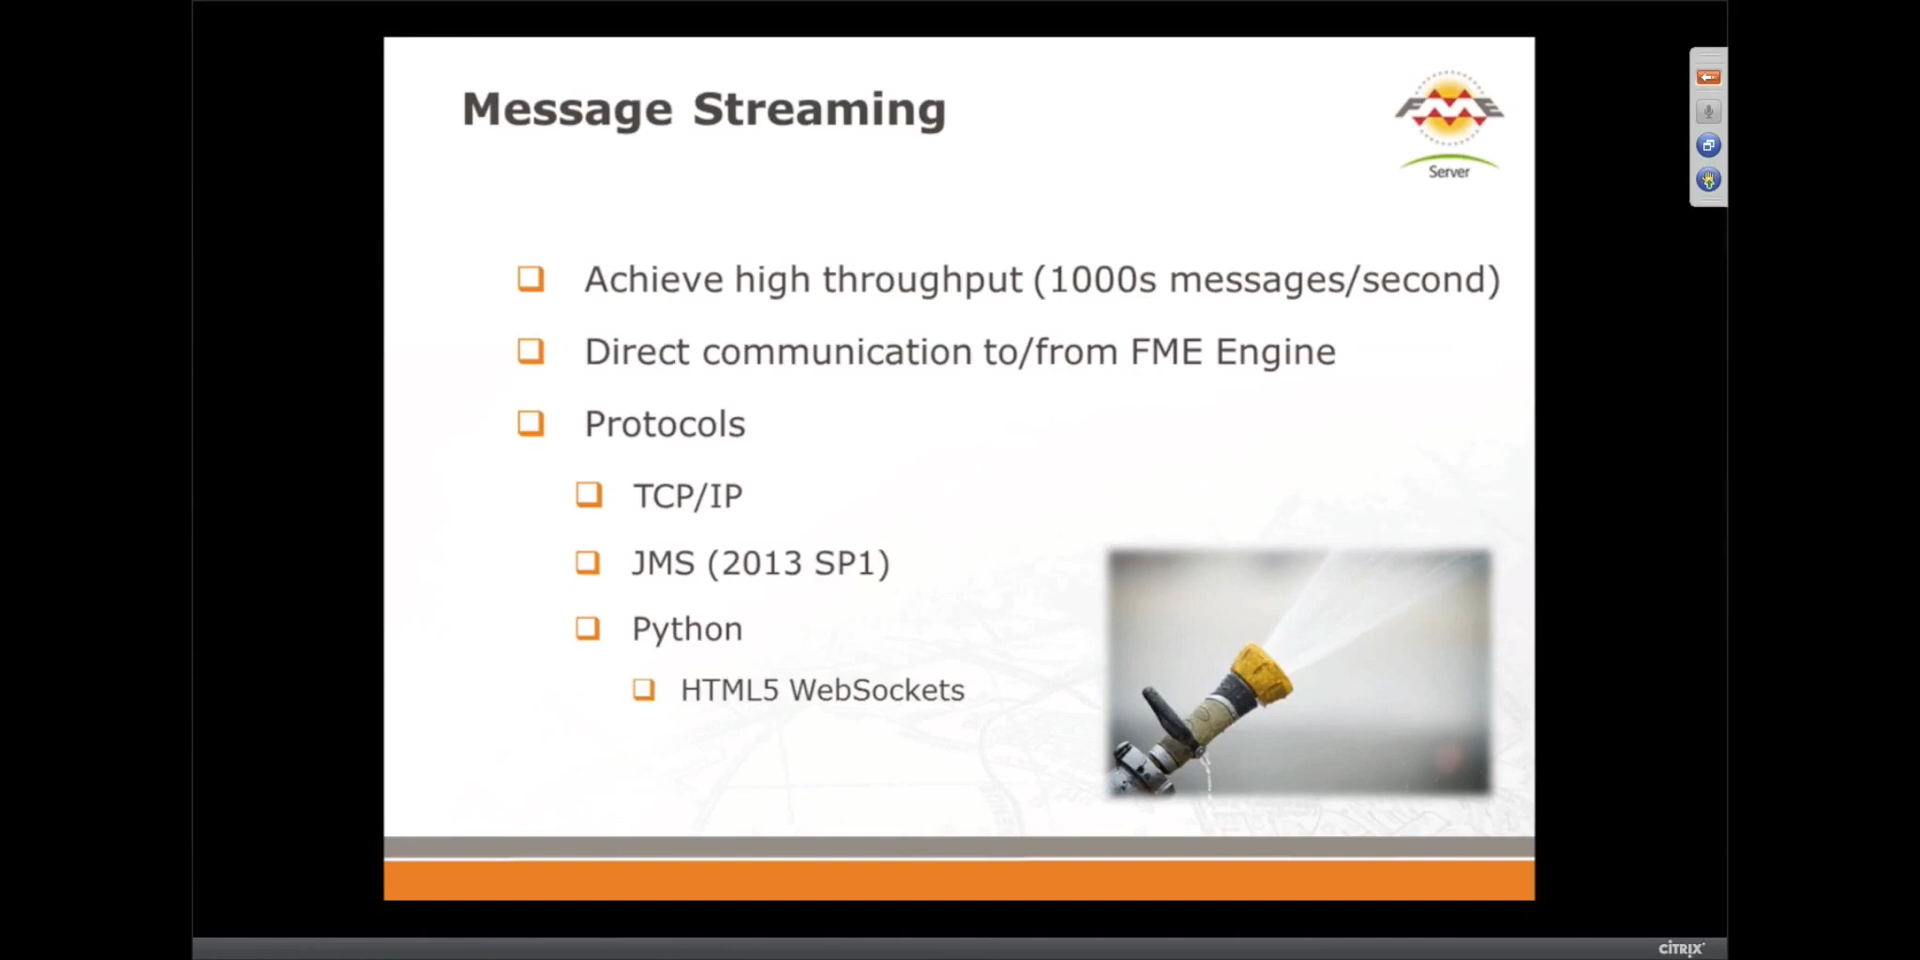 Message Streaming
FME
Server
Achieve high throughput (1000s messages/second)
Direct communication to/from FME Engine
Protocols
TCP/IP
JMS (2013 SP1)
Python
HTML5 WebSockets
CITRIX